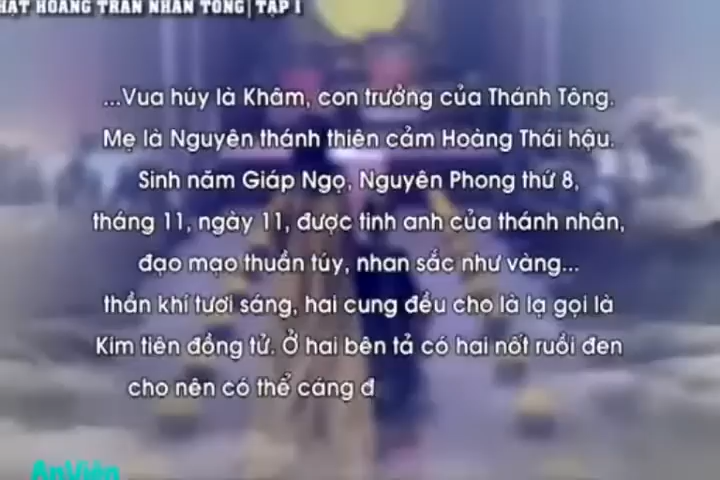 HẬT HOÀNG TRẦN NHÂN TÔNG| TẬP 1
...Vua húy là Khâm, con trưởng của Thánh Tông.
Mẹ là Nguyên thánh thiên cảm Hoàng Thái hậu.
Sinh năm Giáp Ngọ, Nguyên Phong thứ 8,
tháng 11, ngày 11, được tinh anh của thánh nhân,
đạo mạo thuần túy, nhan sắc như vàng...
thần khí tươi sáng, hai cung đều cho là lạ gọi là
Kim tiên đồng tử. Ở hai bên tả có hai nốt ruồi đen
cho nên có thể cáng đ
AnViên